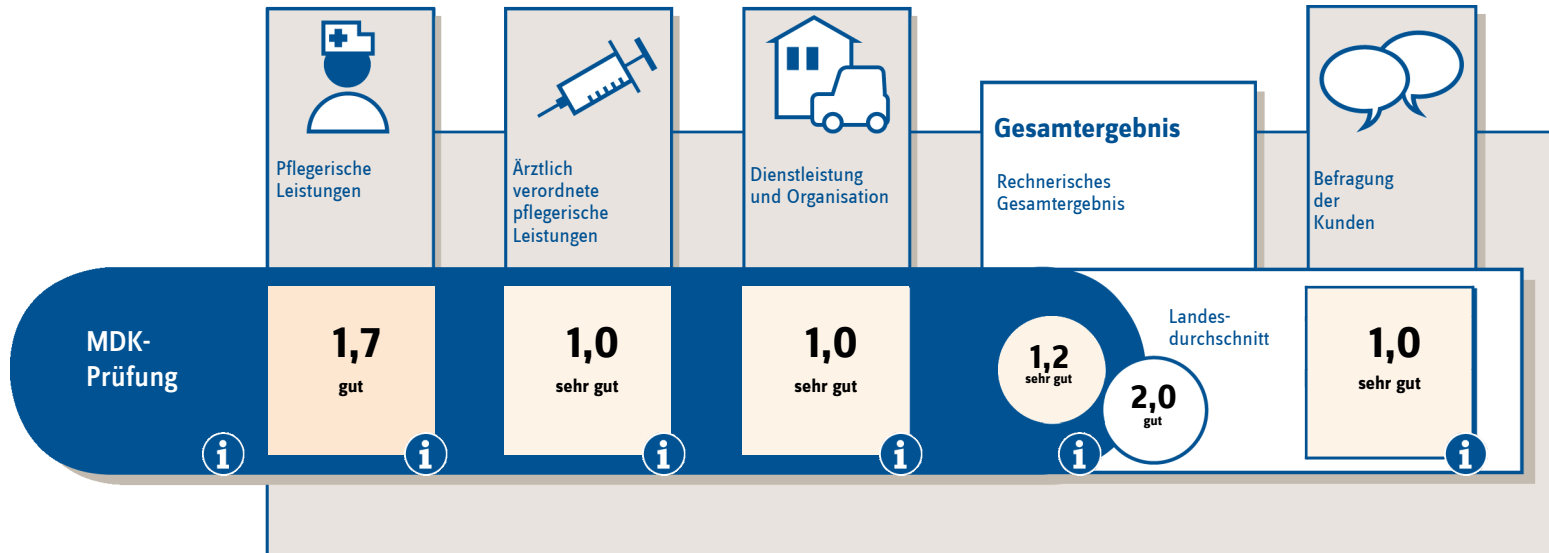 Pflegerische
Leistungen
Ärztlich
verordnete
pflegerische
Leistungen
Dienstleistung
und Organisation
Gesamtergebnis
Rechnerisches
Gesamtergebnis
Befragung
der
Kunden
MDK-
Prüfung
1,7
gut
1,0
sehr gut
1,0
sehr gut
1,2
sehr gut
Landes-
durchschnitt
2,0
gut
1,0
sehr gut
i
i
i
i
i
i